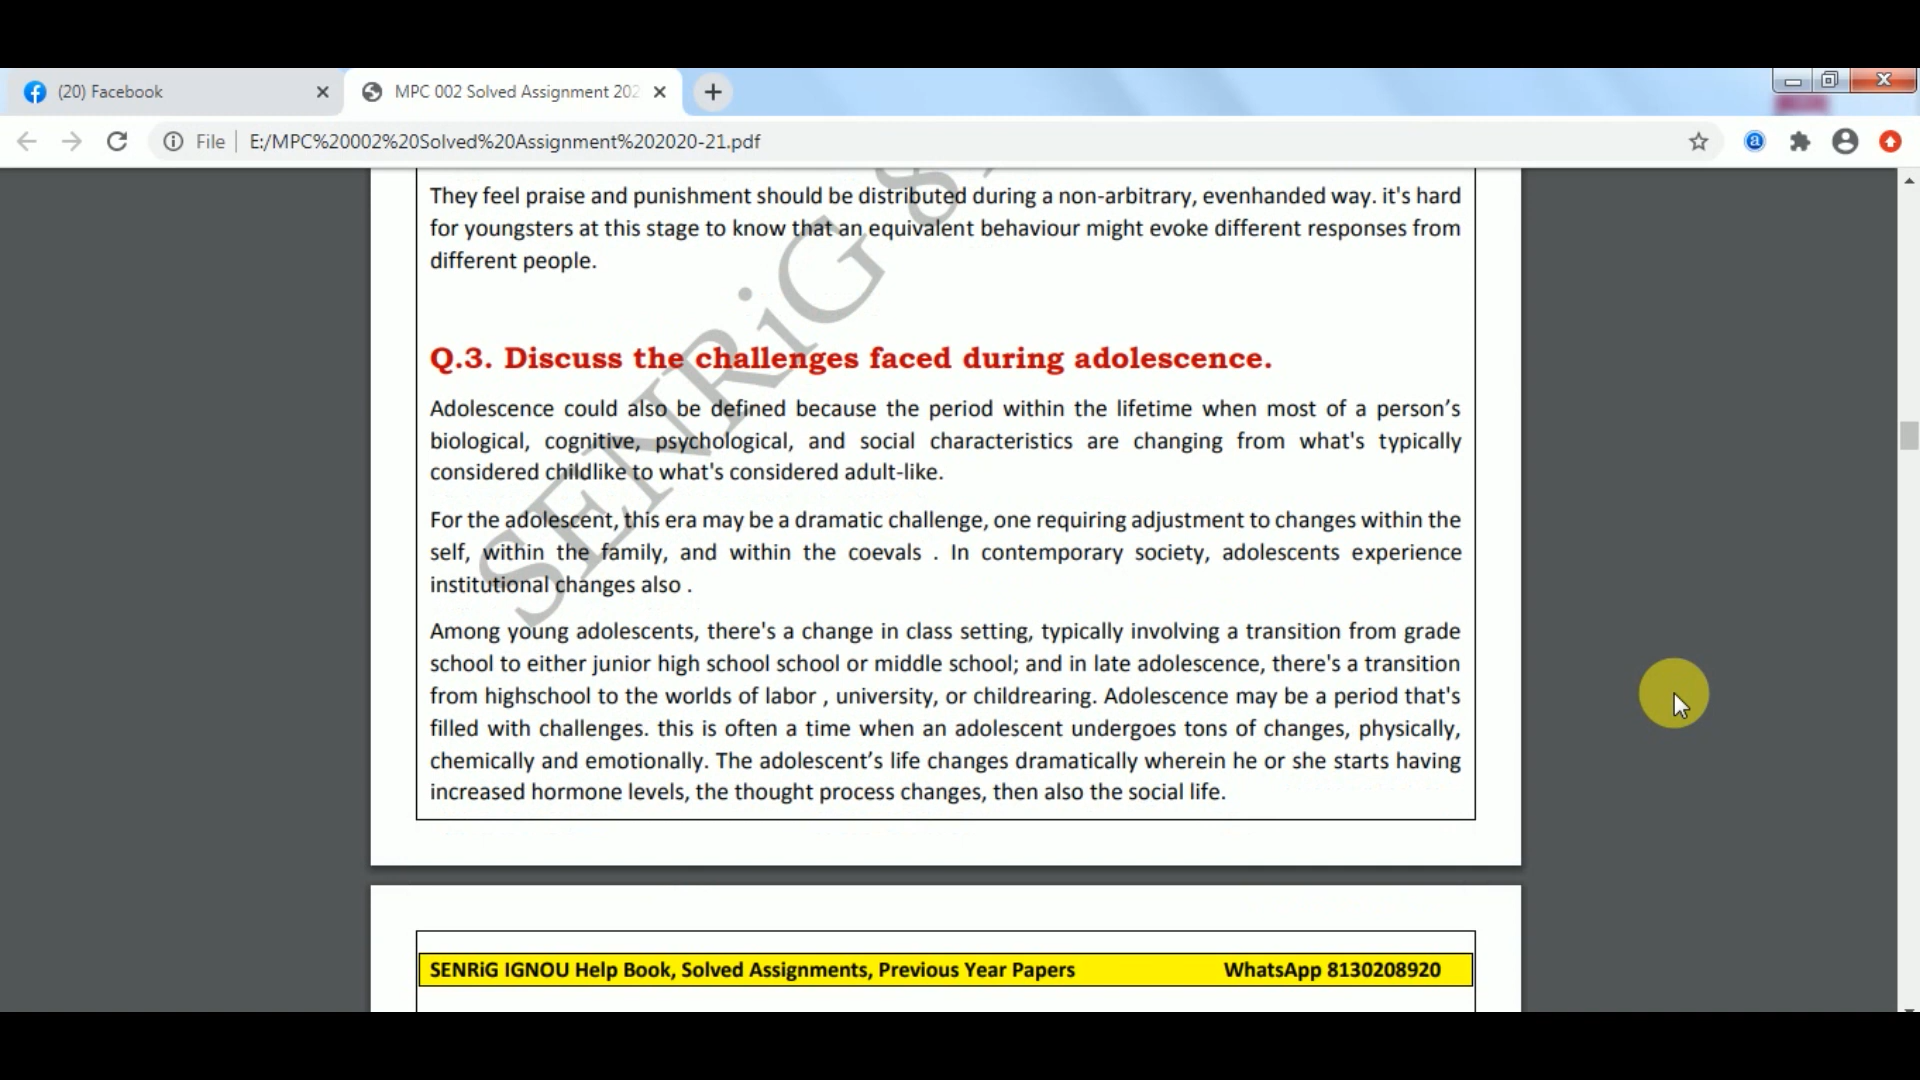 (20) Facebook
MPC 002 Solved Assignment 202
File
E:/MPC%20002%20Solved%20Assignment%202020-21.pdf
They feel praise and punishment should be distributed during a non-arbitrary, evenhanded way. it's hard
for youngsters at this stage to know that an equivalent behaviour might evoke different responses from
different people.
Q.3. Discuss the challenges faced during adolescence.
Adolescence could also be defined because the period within the lifetime when most of a person’s
biological, cognitive, psychological, and social characteristics are changing from what's typically
considered childlike to what's considered adult-like.
For the adolescent, this era may be a dramatic challenge, one requiring adjustment to changes within the
self, within the family, and within the coevals . In contemporary society, adolescents experience
institutional changes also .
Among young adolescents, there's a change in class setting, typically involving a transition from grade
school to either junior high school school or middle school; and in late adolescence, there's a transition
from highschool to the worlds of labor , university, or childrearing. Adolescence may be a period that's
filled with challenges. this is often a time when an adolescent undergoes tons of changes, physically,
chemically and emotionally. The adolescent’s life changes dramatically wherein he or she starts having
increased hormone levels, the thought process changes, then also the social life.
SENRiG 8
SENRiG IGNOU Help Book, Solved Assignments, Previous Year Papers WhatsApp 8130208920